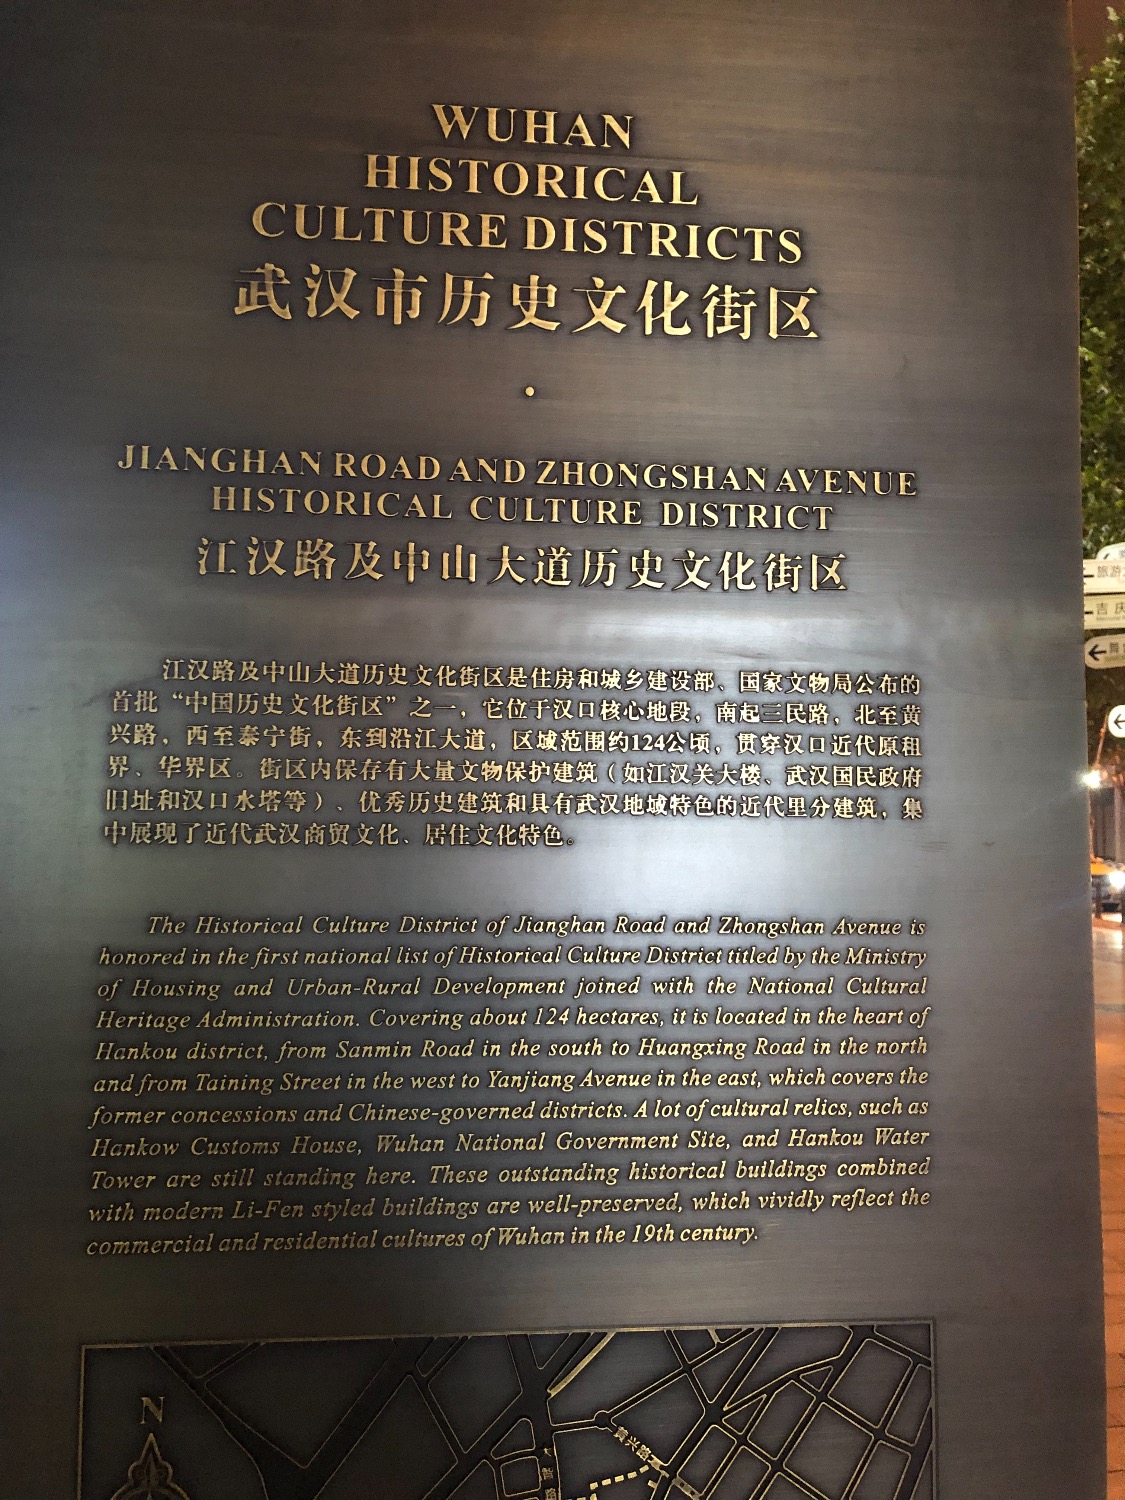 WUHAN
HISTORICAL
CULTURE DISTRICTS
武汉市历史文化街区
JIANGHAN ROAD AND ZHONGSHAN AVENUE
HISTORICAL CULTURE DISTRICT
江汉路及中山大道历史文化街区
江汉路及中山大道历史文化街区是住房和城乡建设部、国家文物局公布的
首批“中国历史文化街区”之一，它位于汉口核心地段，南起三民路，北至黄
兴路，西至泰宁街，东到沿江大道，区域范围约124公顷，贯穿汉口近代原租
界、华界区。街区内保存有大量文物保护建筑（如江汉关大楼、武汉国民政府
旧址和汉口水塔等）、优秀历史建筑和具有武汉地域特色的近代里分建筑，集
中展现了近代武汉商贸文化、居住文化特色。
The Historical Culture District of Jianghan Road and Zhongshan Avenue is
honored in the first national list of Historical Culture District titled by the Ministry
of Housing and Urban-Rural Development joined with the National Cultural
Heritage Administration. Covering about 124 hectares, it is located in the heart of
Hankou district, from Sanmin Road in the south to Huangxing Road in the north
and from Taining Street in the west to Yanjiang Avenue in the east, which covers the
former concessions and Chinese-governed districts. A lot of cultural relics, such as
Hankow Customs House, Wuhan National Government Site, and Hankou Water
Tower are still standing here. These outstanding historical buildings combined
with modern Li-Fen styled buildings are well-preserved, which vividly reflect the
commercial and residential cultures of Wuhan in the 19th century.
N
黄兴路
旅游
吉庆